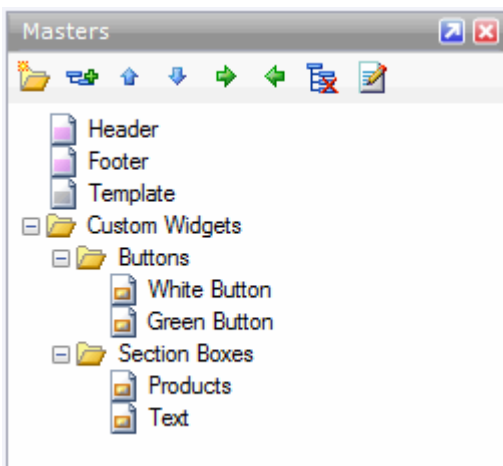 Masters
Header
Footer
Template
Custom Widgets
Buttons
White Button
Green Button
Section Boxes
Products
Text